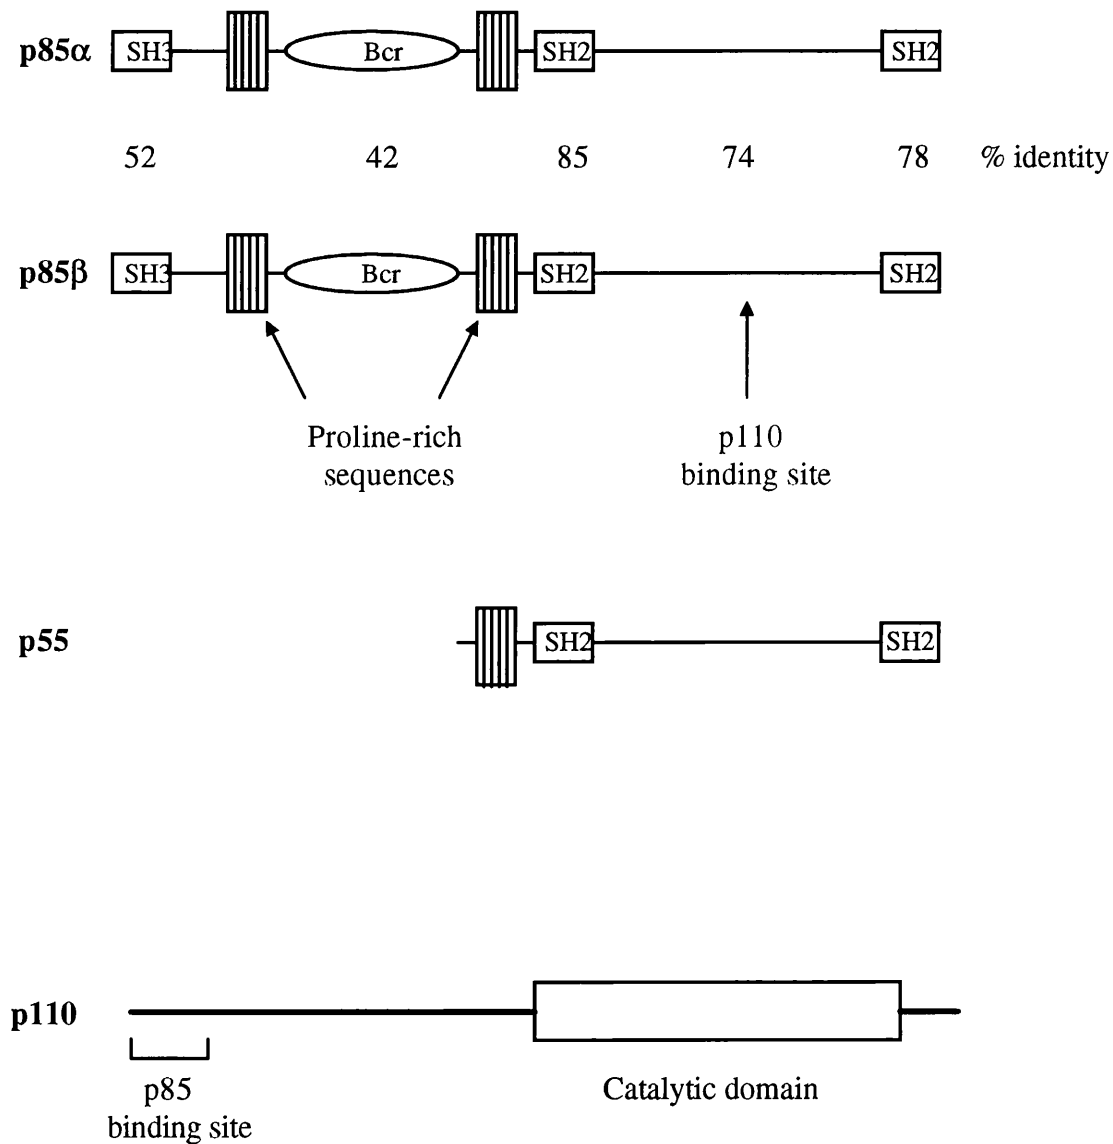 p85α SH3 Bcr SH2 SH2
52 42 85 74 78 % identity
p85β SH3 Bcr SH2 SH2
Proline-rich
sequences
p110
binding site
p55 SH2 SH2
p110
p85
binding site
Catalytic domain